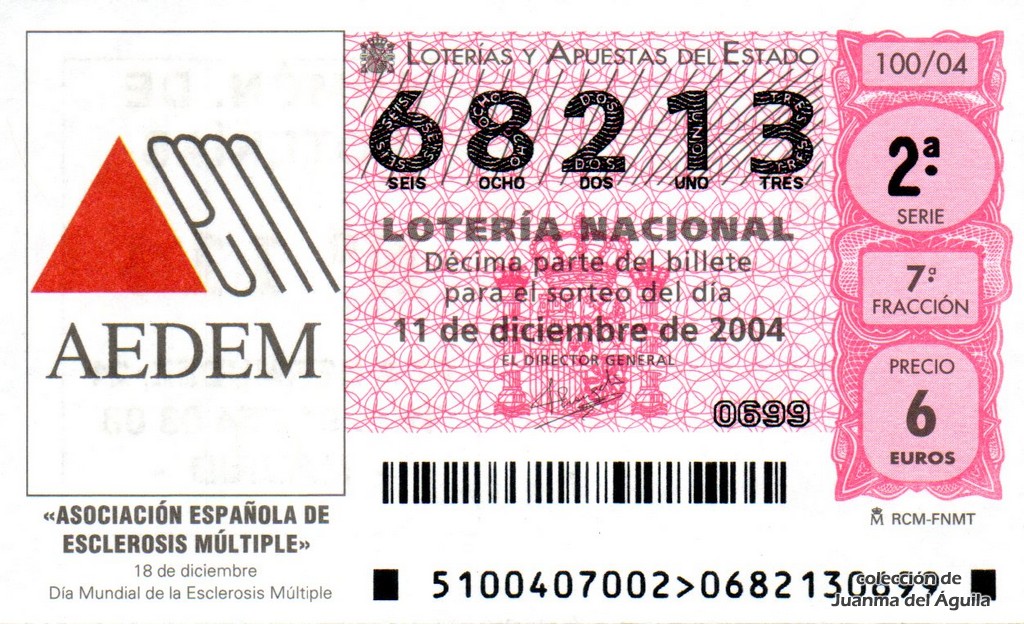 AEDEM
«ASOCIACIÓN ESPAÑOLA DE
ESCLEROSIS MÚLTIPLE»
18 de diciembre
Día Mundial de la Esclerosis Múltiple
LOTERÍAS Y APUESTAS DEL ESTADO
68213
SEIS OCHO DOS UNO TRES
LOTERÍA NACIONAL
Décima parte del billete
para el sorteo del día
11 de diciembre de 2004
EL DIRECTOR GENERAL
0699
100/04
2ª
SERIE
7ª
FRACCIÓN
PRECIO
6
EUROS
RCM-FNMT
5100407002>0682130699
colección de
Juanma del Águila